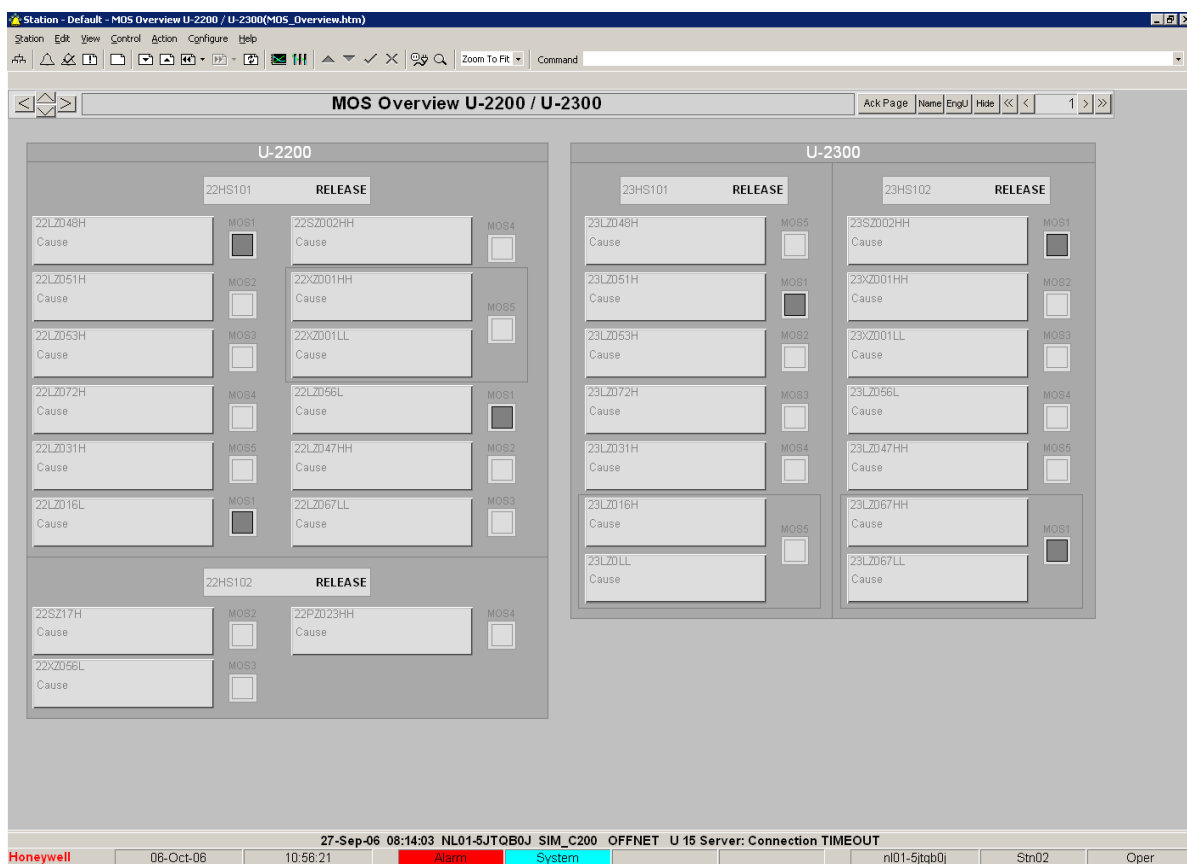 Station - Default - MOS Overview U-2200 / U-2300(MOS_Overview.htm)
Station Edit View Control Action Configure Help
Zoom To Fit Command
MOS Overview U-2200 / U-2300 Ack Page Name EngU Hide 1
U-2200
22HS101 RELEASE
22LZ048H MOS1 22SZ002HH MOS4
Cause Cause
22LZ051H MOS2 22XZ001HH
Cause Cause
MOS5
22LZ053H MOS3 22XZ001LL
Cause Cause
22LZ072H MOS4 22LZ056L MOS1
Cause Cause
22LZ031H MOS5 22LZ047HH MOS2
Cause Cause
22LZ016L MOS1 22LZ067LL MOS3
Cause Cause
22HS102 RELEASE
22SZ17H MOS2 22PZ023HH MOS4
Cause Cause
22XZ056L MOS3
Cause
U-2300
23HS101 RELEASE
23LZ048H MOS5
Cause
23LZ051H MOS1
Cause
23LZ053H MOS2
Cause
23LZ072H MOS3
Cause
23LZ031H MOS4
Cause
23LZ016H
Cause
MOS5
23LZ0LL
Cause
23HS102 RELEASE
23SZ002HH MOS1
Cause
23XZ001HH MOS2
Cause
23XZ001LL MOS3
Cause
23LZ056L MOS4
Cause
23LZ047HH MOS5
Cause
23LZ067HH
Cause
MOS1
23LZ067LL
Cause
27-Sep-06 08:14:03 NL01-5JTQB0J SIM_C200 OFFNET U 15 Server: Connection TIMEOUT
Honeywell 06-Oct-06 10:56:21 Alarm System nl01-5jtqb0j Stn02 Oper